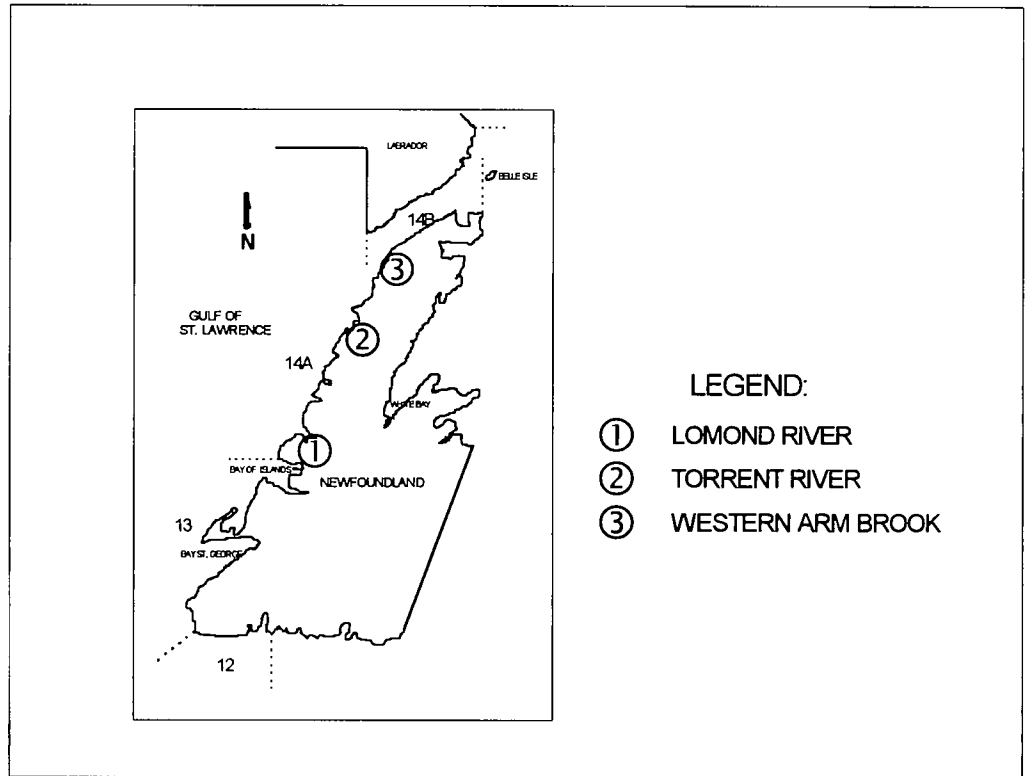 LABRADOR
BELLE ISLE
14B
N
3
GULF OF
ST. LAWRENCE
2
14A
WHITE BAY
1
BAY OF ISLANDS
NEWFOUNDLAND
13
BAY ST. GEORGE
12
LEGEND:
1 LOMOND RIVER
2 TORRENT RIVER
3 WESTERN ARM BROOK